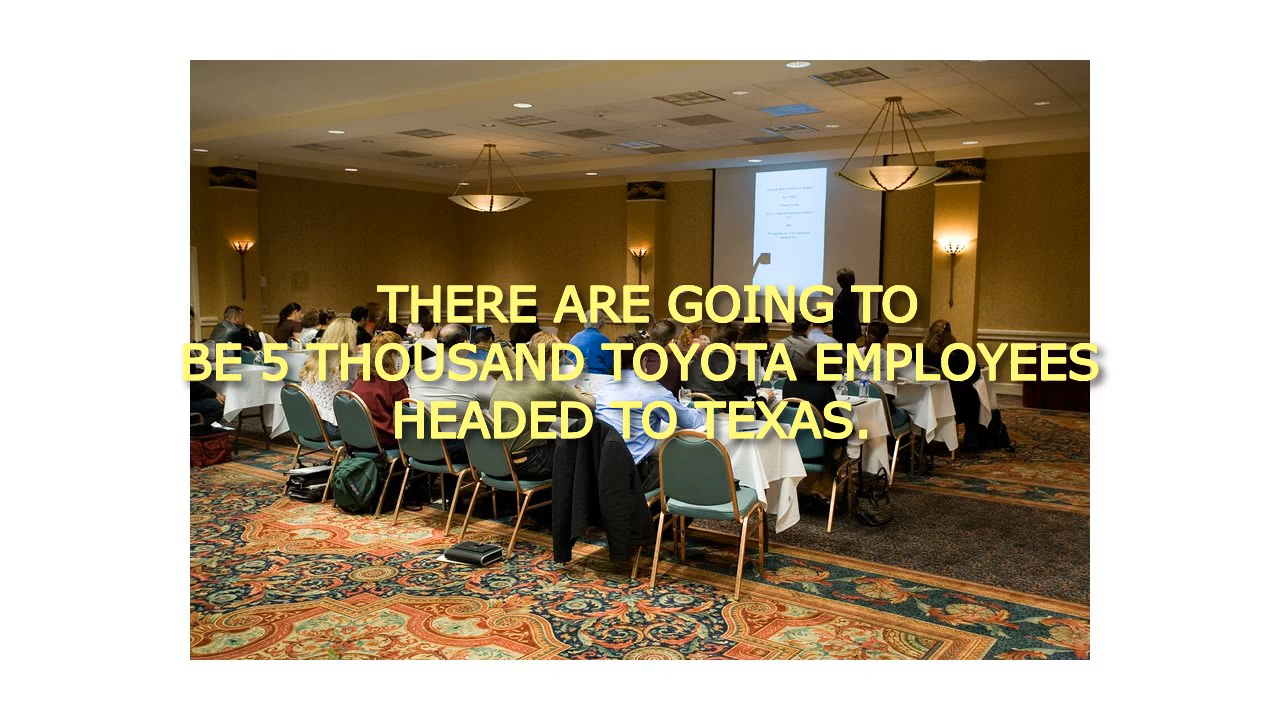 THERE ARE GOING TO
BE 5 THOUSAND TOYOTA EMPLOYEES
HEADED TO TEXAS.